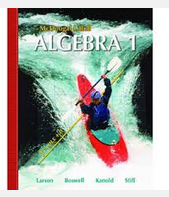 McDougal Littell
ALGEBRA 1
Larson Boswell Kanold Stiff